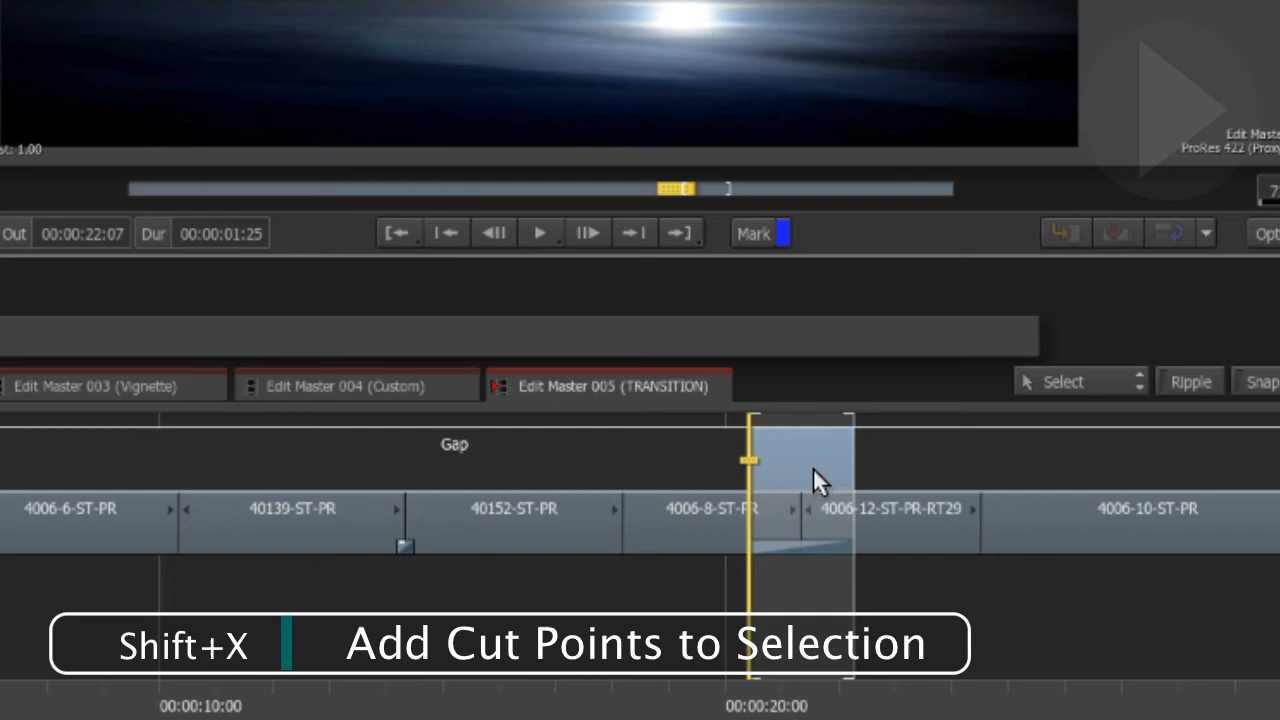 st: 1.00
Edit Maste
ProRes 422 (Proxy
Out 00:00:22:07 Dur 00:00:01:25 Mark Opt
Edit Master 003 (Vignette) Edit Master 004 (Custom) Edit Master 005 (TRANSITION) Select Ripple Snap
Gap
4006-6-ST-PR 40139-ST-PR 40152-ST-PR 4006-8-ST-PR 4006-12-ST-PR-RT29 4006-10-ST-PR
Shift+X Add Cut Points to Selection
00:00:10:00 00:00:20:00